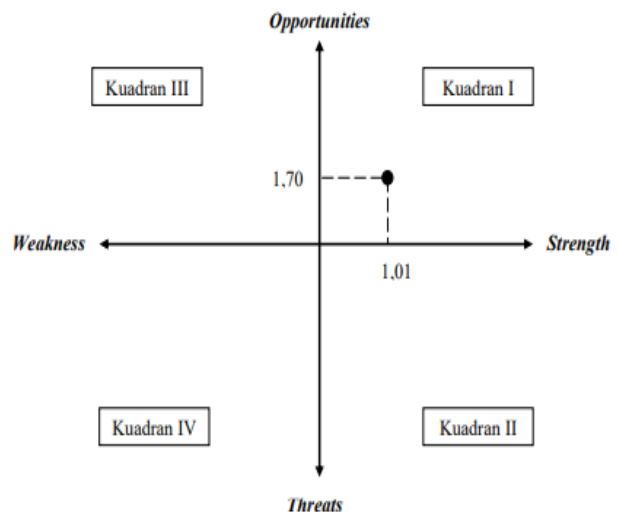 Opportunities
Kuadran III
Kuadran I
1,70
Weakness
Strength
1,01
Kuadran IV
Kuadran II
Threats